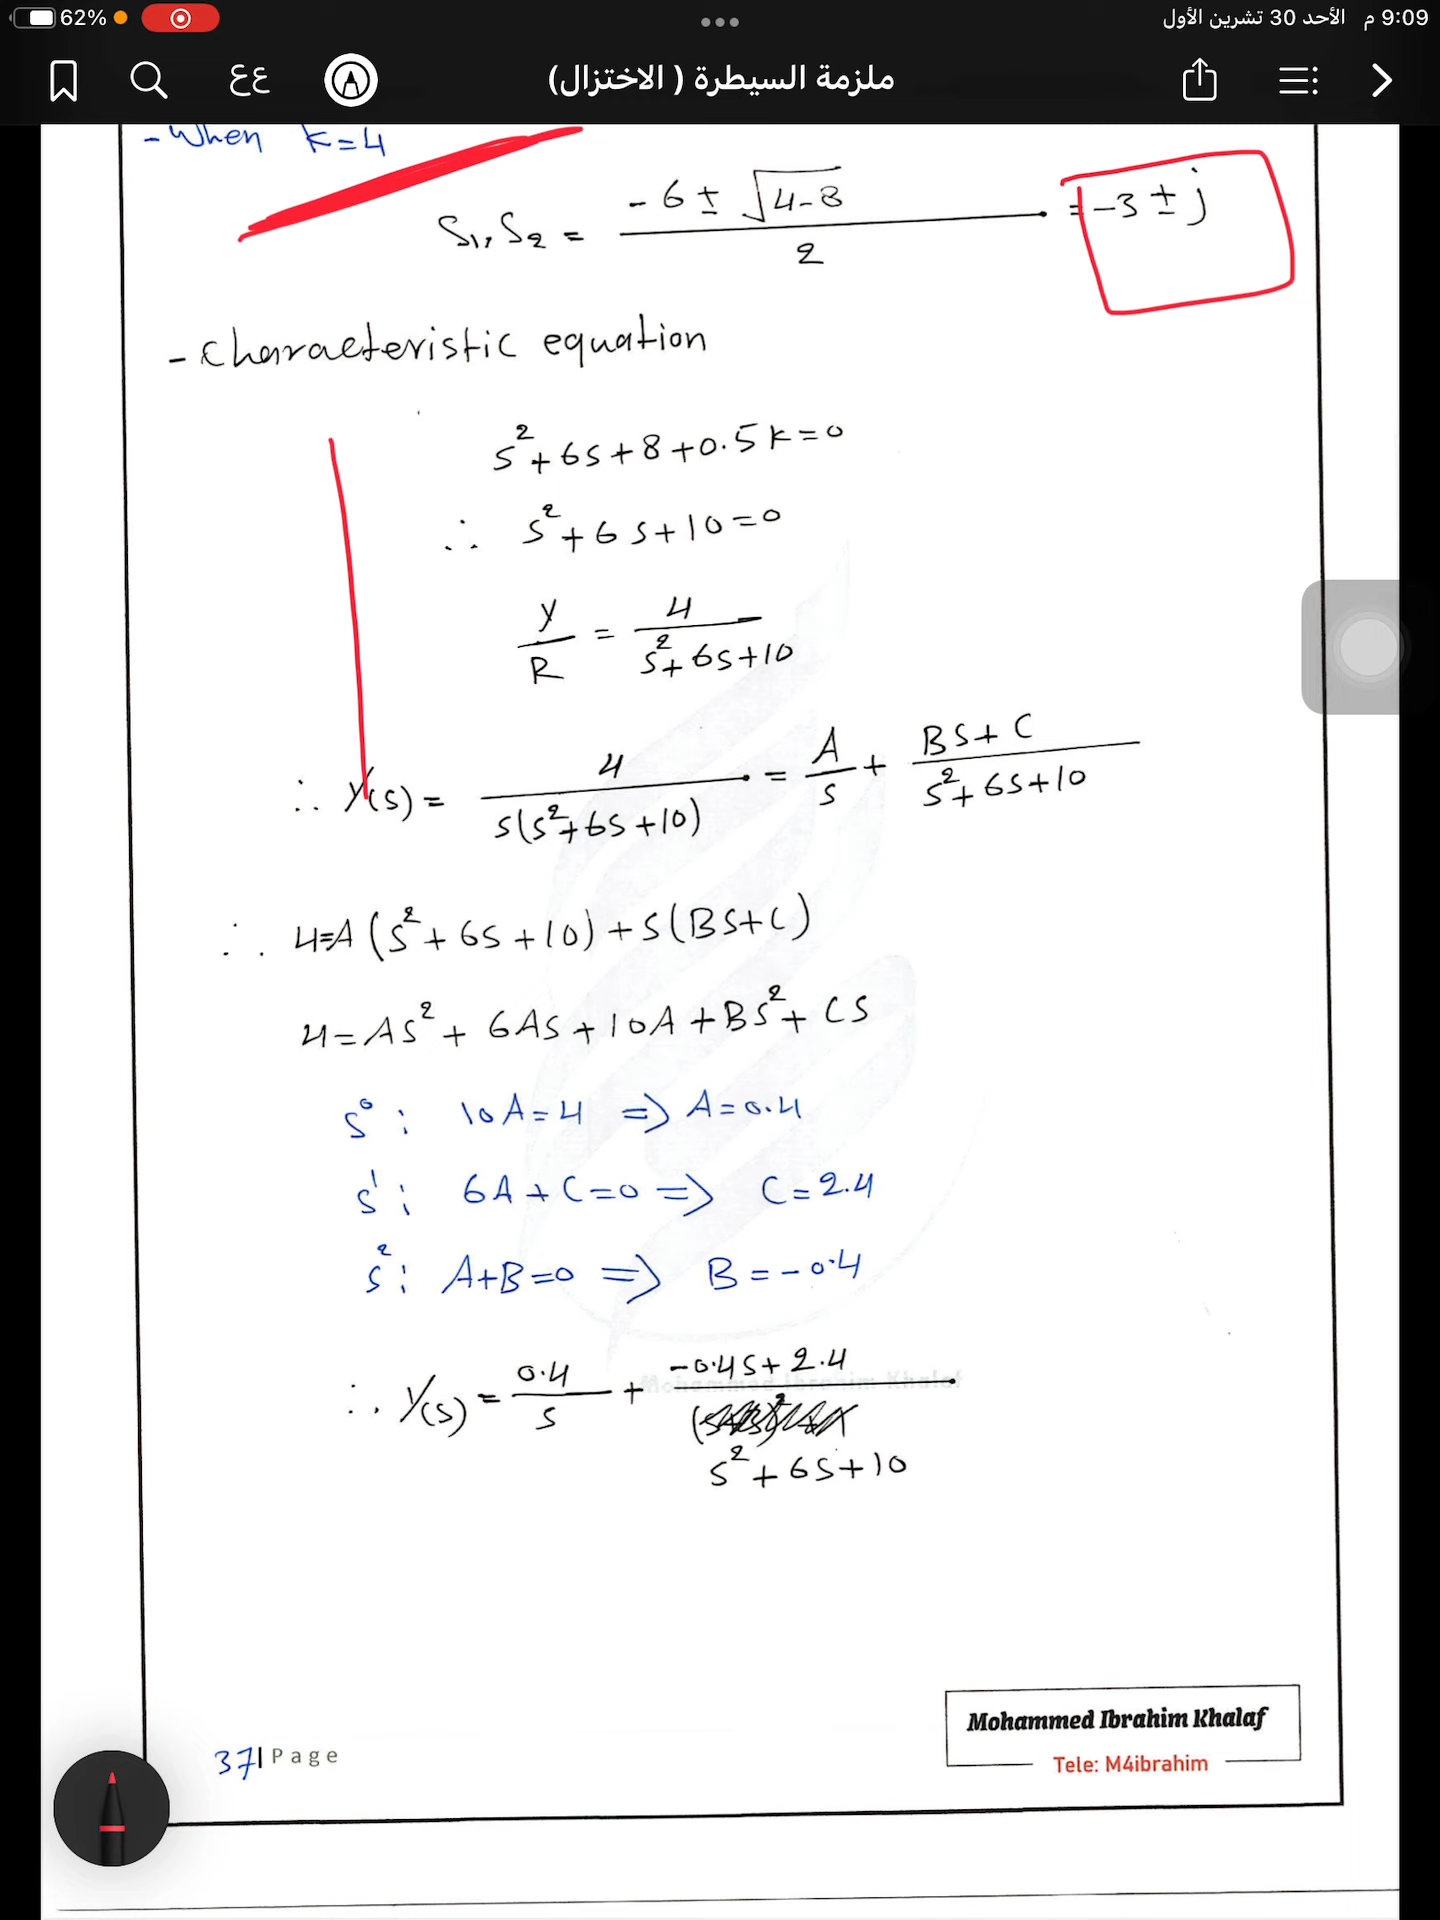 62%
9:09 م الأحد 30 تشرين الأول
عع
ملزمة السيطرة ( الاختزال)
- When k=4
S₁, S₂ = (-6 ± √(4-8)) / 2 = -3 ± j
- Characteristic equation
s² + 6s + 8 + 0.5k = 0
∴ s² + 6s + 10 = 0
Y/R = 4 / (s² + 6s + 10)
∴ Y(s) = 4 / (s(s² + 6s + 10)) = A/s + (Bs + C) / (s² + 6s + 10)
∴ 4 = A(s² + 6s + 10) + s(Bs + C)
4 = As² + 6As + 10A + Bs² + Cs
s⁰: 10A = 4 ⇒ A = 0.4
s¹: 6A + C = 0 ⇒ C = 2.4
s²: A + B = 0 ⇒ B = -0.4
∴ Y(s) = 0.4/s + (-0.4s + 2.4) / (s² + 6s + 10)
Mohammed Ibrahim Khalaf
37| Page
Mohammed Ibrahim Khalaf
Tele: M4ibrahim